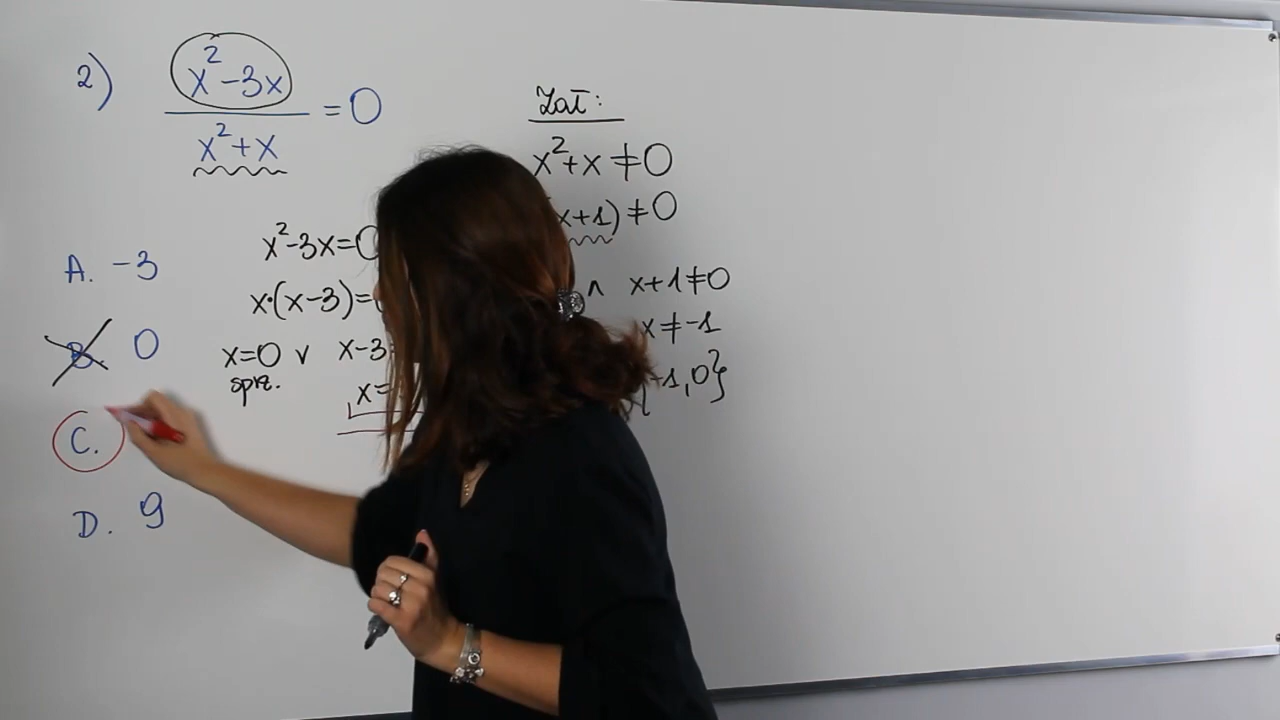 2) x²-3x / x²+x = 0
A. -3
B. 0
C.
D. 9
x²-3x=0
x·(x-3)=
x=0 ∨ x-3
sprz. x=
Zał:
x²+x≠0
x+1)≠0
∧ x+1≠0
x≠-1
-1,0}